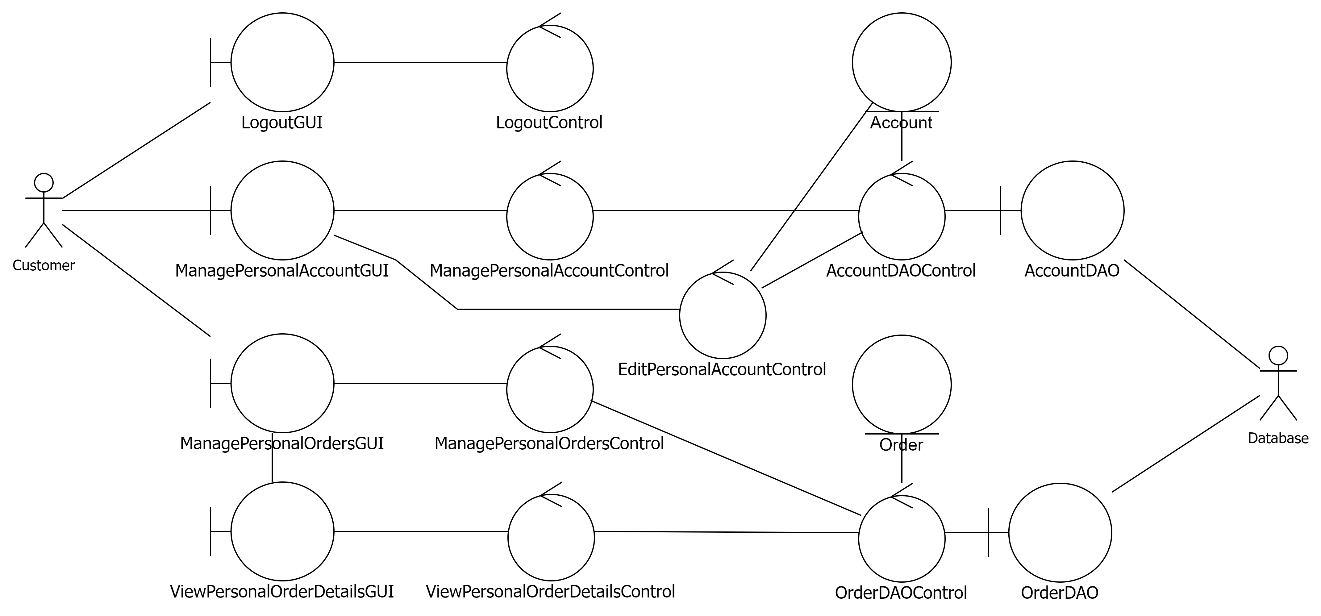 LogoutGUI
LogoutControl
Account
Customer
ManagePersonalAccountGUI
ManagePersonalAccountControl
AccountDAOControl
AccountDAO
EditPersonalAccountControl
ManagePersonalOrdersGUI
ManagePersonalOrdersControl
Order
Database
ViewPersonalOrderDetailsGUI
ViewPersonalOrderDetailsControl
OrderDAOControl
OrderDAO